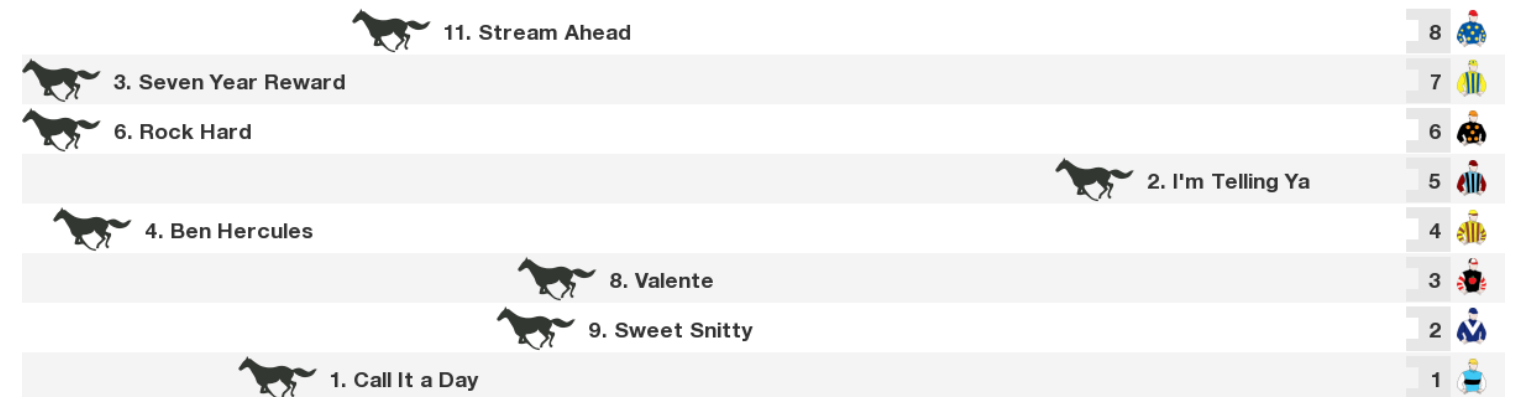 11. Stream Ahead 8
3. Seven Year Reward 7
6. Rock Hard 6
2. I'm Telling Ya 5
4. Ben Hercules 4
8. Valente 3
9. Sweet Snitty 2
1. Call It a Day 1